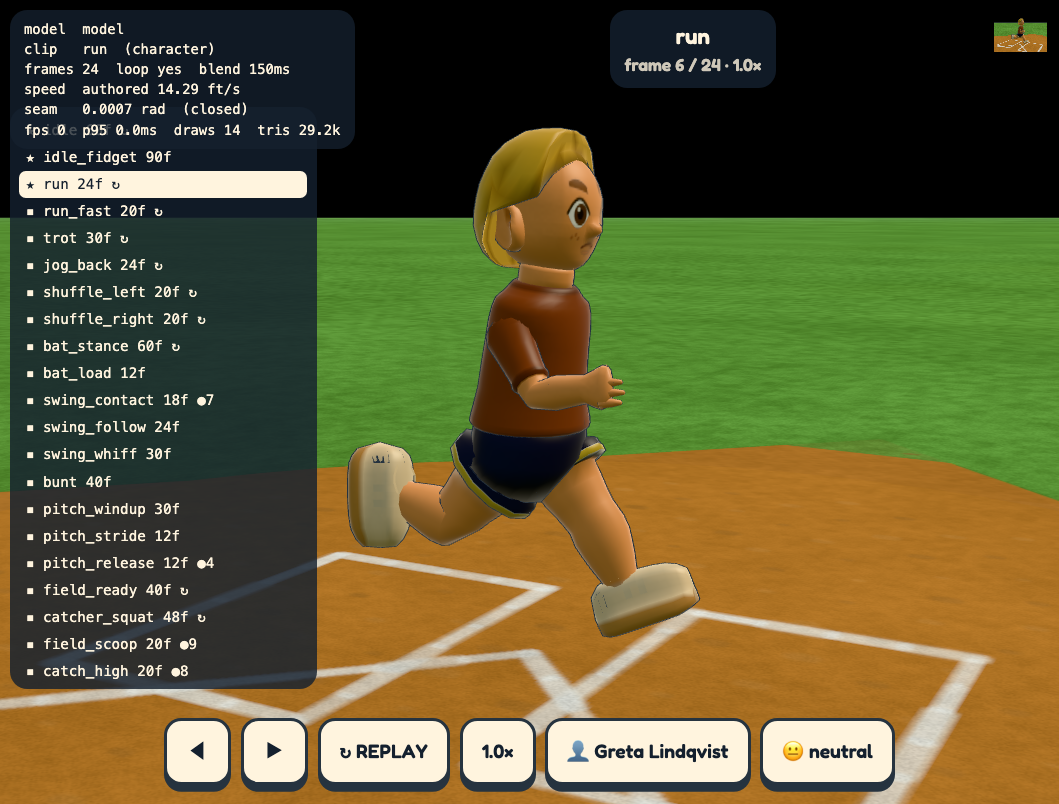 model model
clip run (character)
frames 24 loop yes blend 150ms
speed authored 14.29 ft/s
seam 0.0007 rad (closed)
fps 0 p95 0.0ms draws 14 tris 29.2k
★ idle_fidget 90f
★ run 24f ↻
▪ run_fast 20f ↻
▪ trot 30f ↻
▪ jog_back 24f ↻
▪ shuffle_left 20f ↻
▪ shuffle_right 20f ↻
▪ bat_stance 60f ↻
▪ bat_load 12f
▪ swing_contact 18f ●7
▪ swing_follow 24f
▪ swing_whiff 30f
▪ bunt 40f
▪ pitch_windup 30f
▪ pitch_stride 12f
▪ pitch_release 12f ●4
▪ field_ready 40f ↻
▪ catcher_squat 48f ↻
▪ field_scoop 20f ●9
▪ catch_high 20f ●8
run
frame 6 / 24 · 1.0×
◀ ▶ ↻ REPLAY 1.0× 👤 Greta Lindqvist 😐 neutral